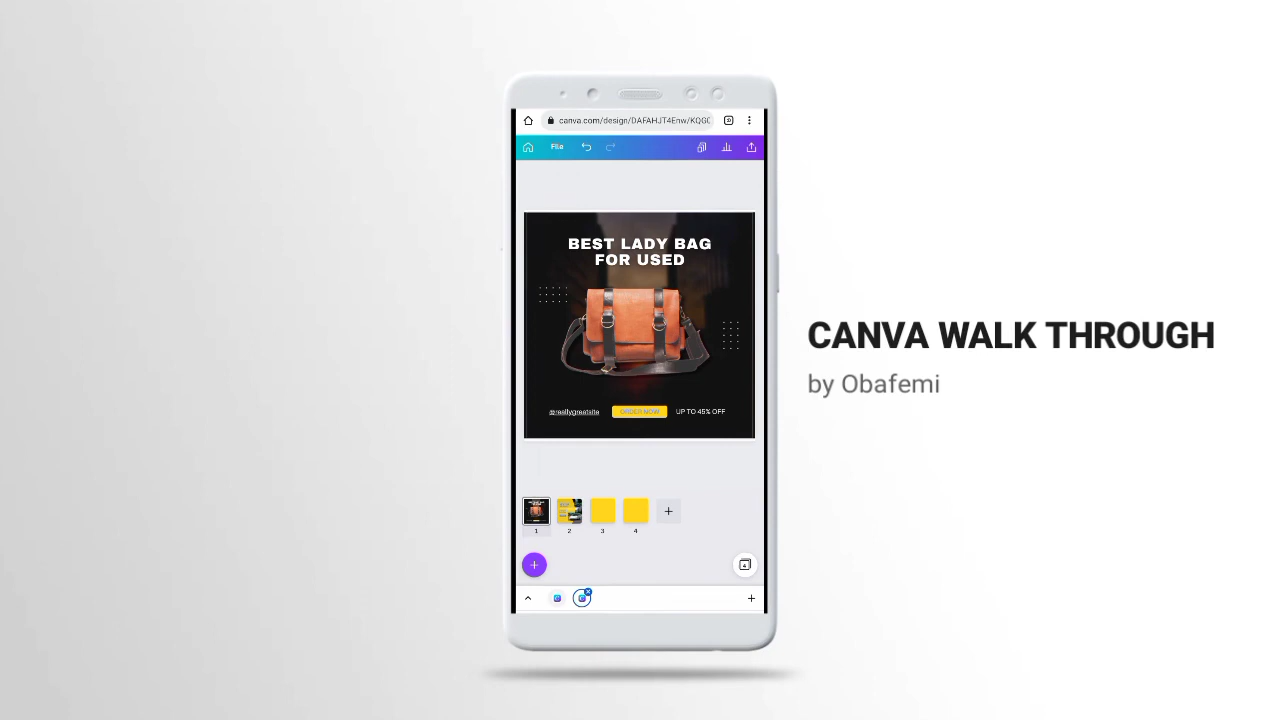 canva.com/design/DAFAHJT4Enw/KQG
File
BEST LADY BAG
FOR USED
@reallygreatsite
ORDER NOW
UP TO 45% OFF
1
2
3
4
4
CANVA WALK THROUGH
by Obafemi